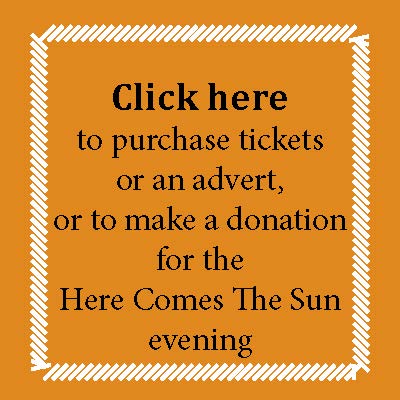 Click here
to purchase tickets
or an advert,
or to make a donation
for the
Here Comes The Sun
evening